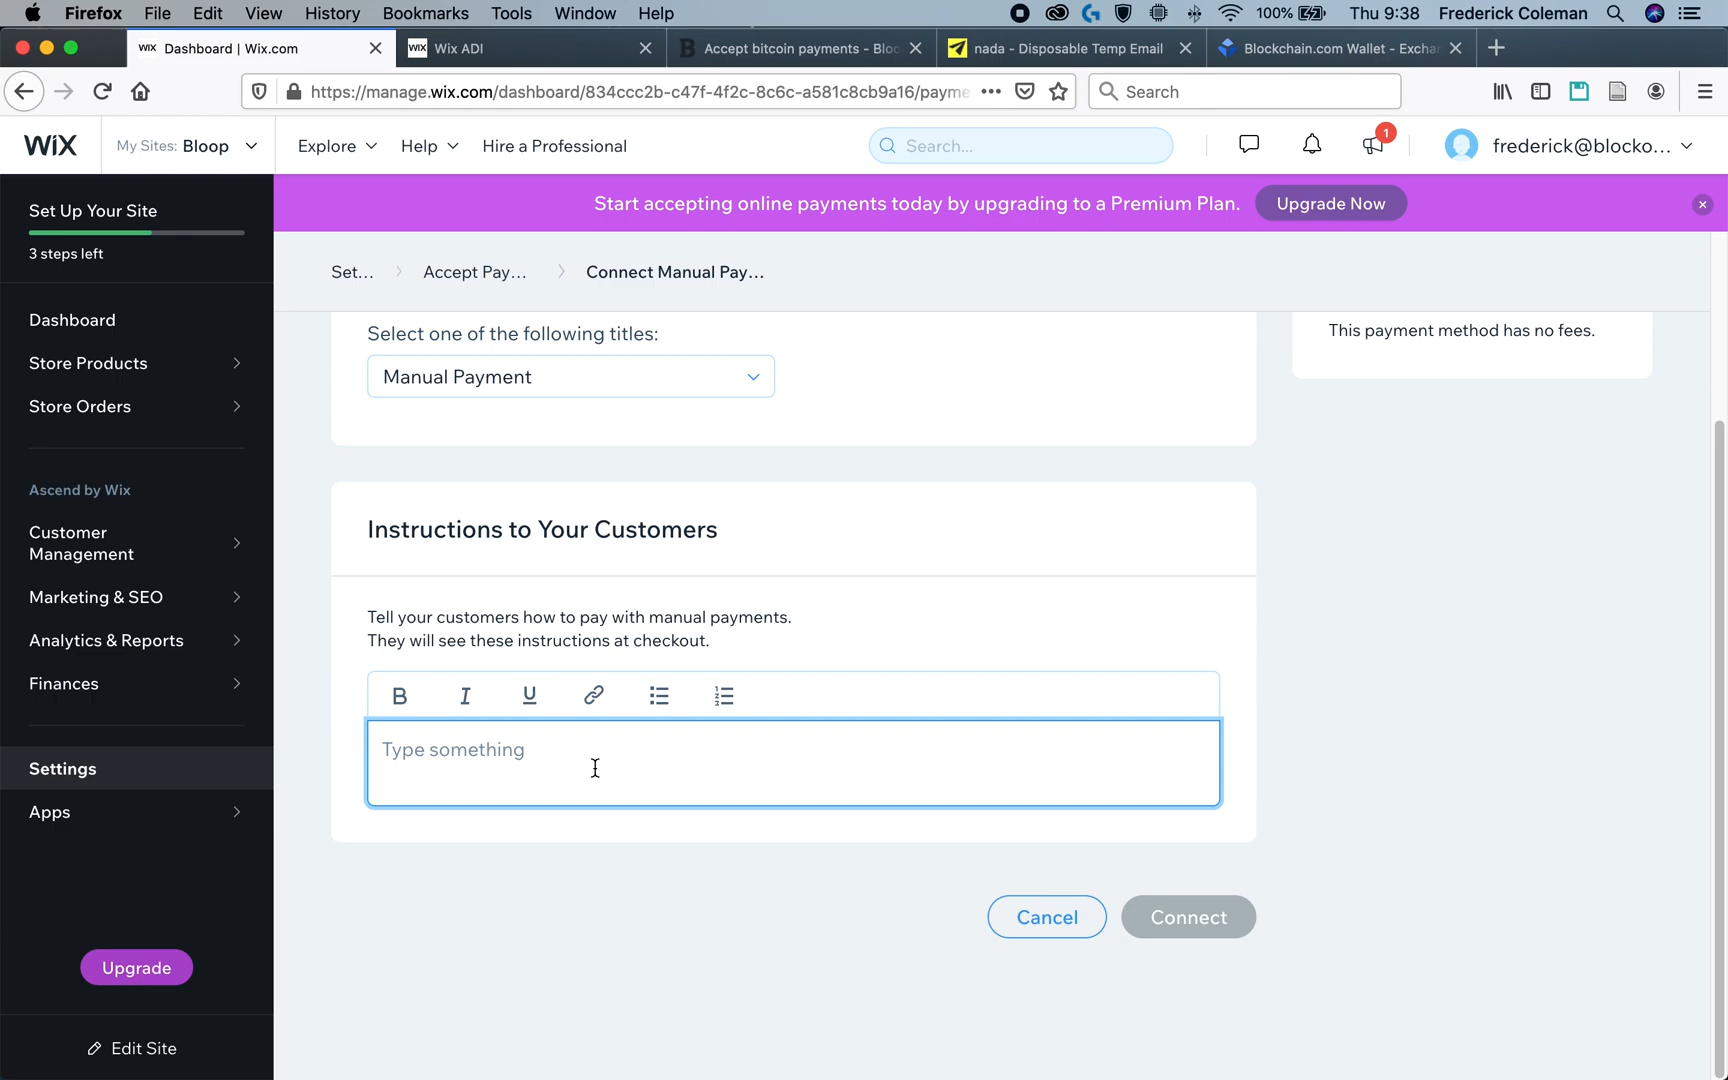 Firefox File Edit View History Bookmarks Tools Window Help 100% Thu 9:38 Frederick Coleman
WiX Dashboard | Wix.com
WiX Wix ADI
B Accept bitcoin payments - Bloc
nada - Disposable Temp Email
Blockchain.com Wallet - Exchan
https://manage.wix.com/dashboard/834ccc2b-c47f-4f2c-8c6c-a581c8cb9a16/payme
Search
WiX
My Sites: Bloop
Explore
Help
Hire a Professional
Search...
1
frederick@blocko...
Start accepting online payments today by upgrading to a Premium Plan.
Upgrade Now
Set Up Your Site
3 steps left
Dashboard
Store Products
Store Orders
Ascend by Wix
Customer
Management
Marketing & SEO
Analytics & Reports
Finances
Settings
Apps
Upgrade
Edit Site
Set...
Accept Pay...
Connect Manual Pay...
Select one of the following titles:
Manual Payment
This payment method has no fees.
Instructions to Your Customers
Tell your customers how to pay with manual payments.
They will see these instructions at checkout.
B I U
Type something
Cancel
Connect